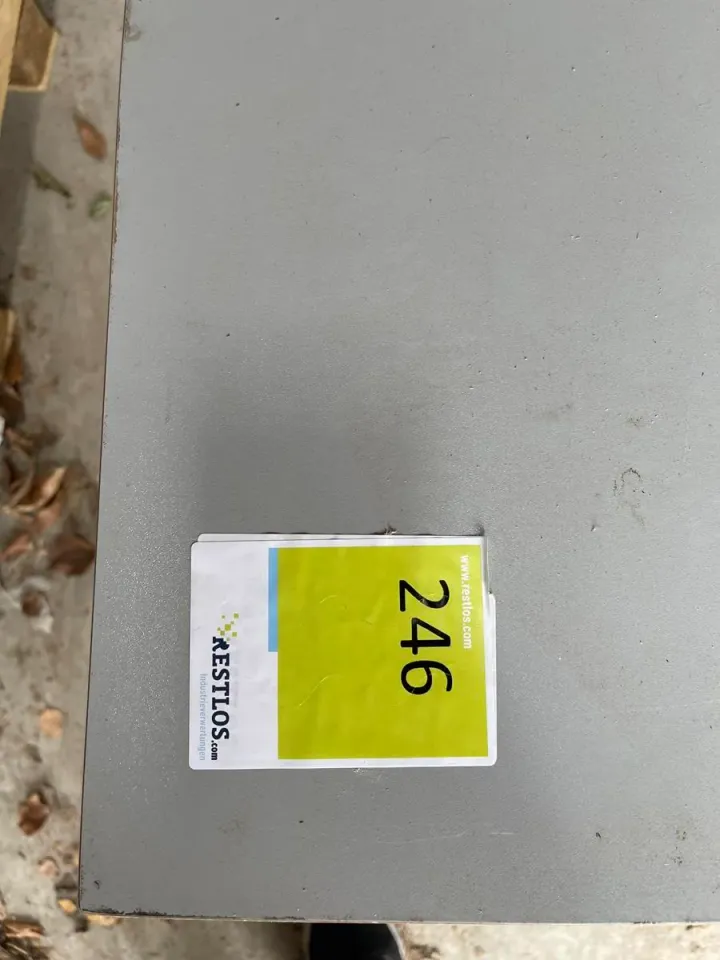 www.restlos.com
246
RESTLOS.com
Industrieverwertungen